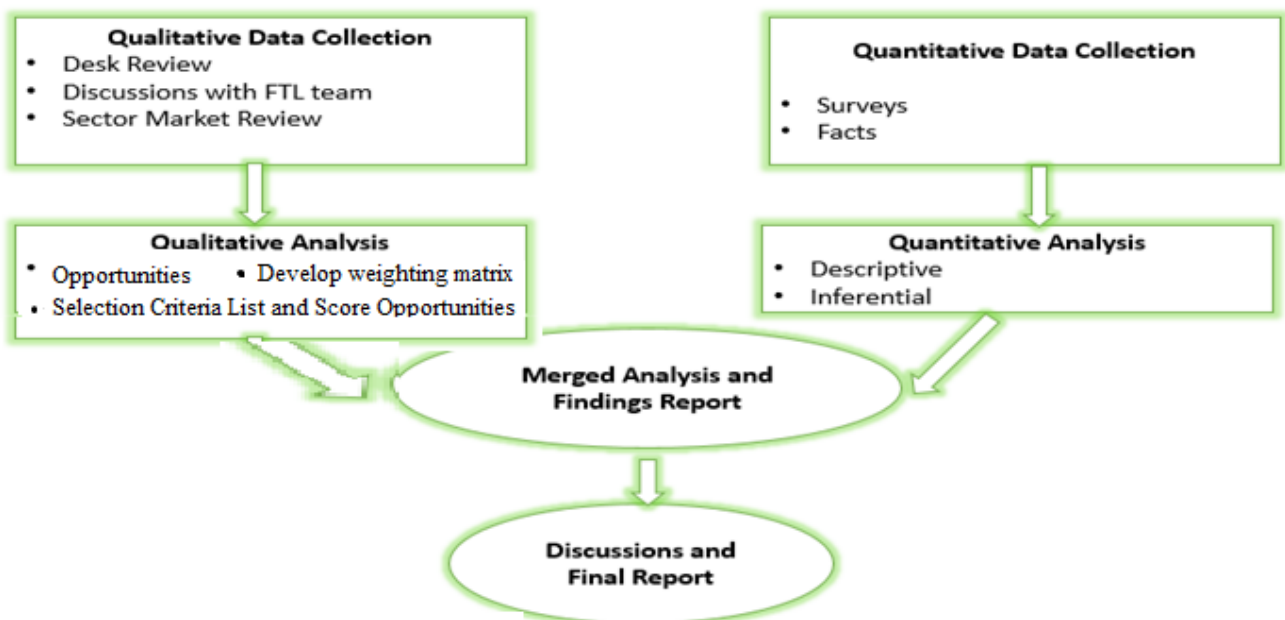 Qualitative Data Collection
• Desk Review
• Discussions with FTL team
• Sector Market Review
Quantitative Data Collection
• Surveys
• Facts
Qualitative Analysis
• Opportunities • Develop weighting matrix
• Selection Criteria List and Score Opportunities
Quantitative Analysis
• Descriptive
• Inferential
Merged Analysis and
Findings Report
Discussions and
Final Report